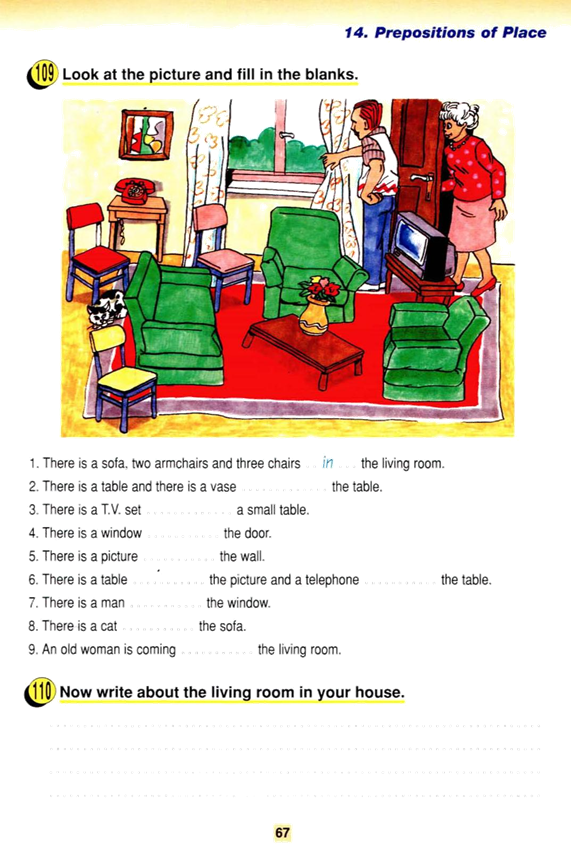 14. Prepositions of Place
109 Look at the picture and fill in the blanks.
1. There is a sofa, two armchairs and three chairs in the living room.
2. There is a table and there is a vase ............ the table.
3. There is a T.V. set ............ a small table.
4. There is a window .......... the door.
5. There is a picture .......... the wall.
6. There is a table .......... the picture and a telephone .......... the table.
7. There is a man .......... the window.
8. There is a cat .......... the sofa.
9. An old woman is coming .......... the living room.
110 Now write about the living room in your house.
67